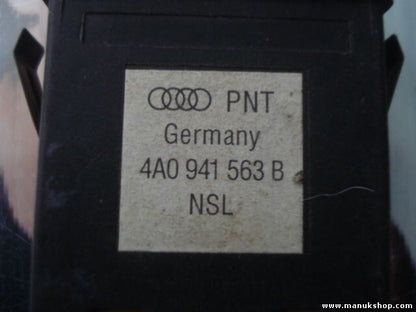 PNT
Germany
4A0 941 563 B
NSL
www.manukshop.com